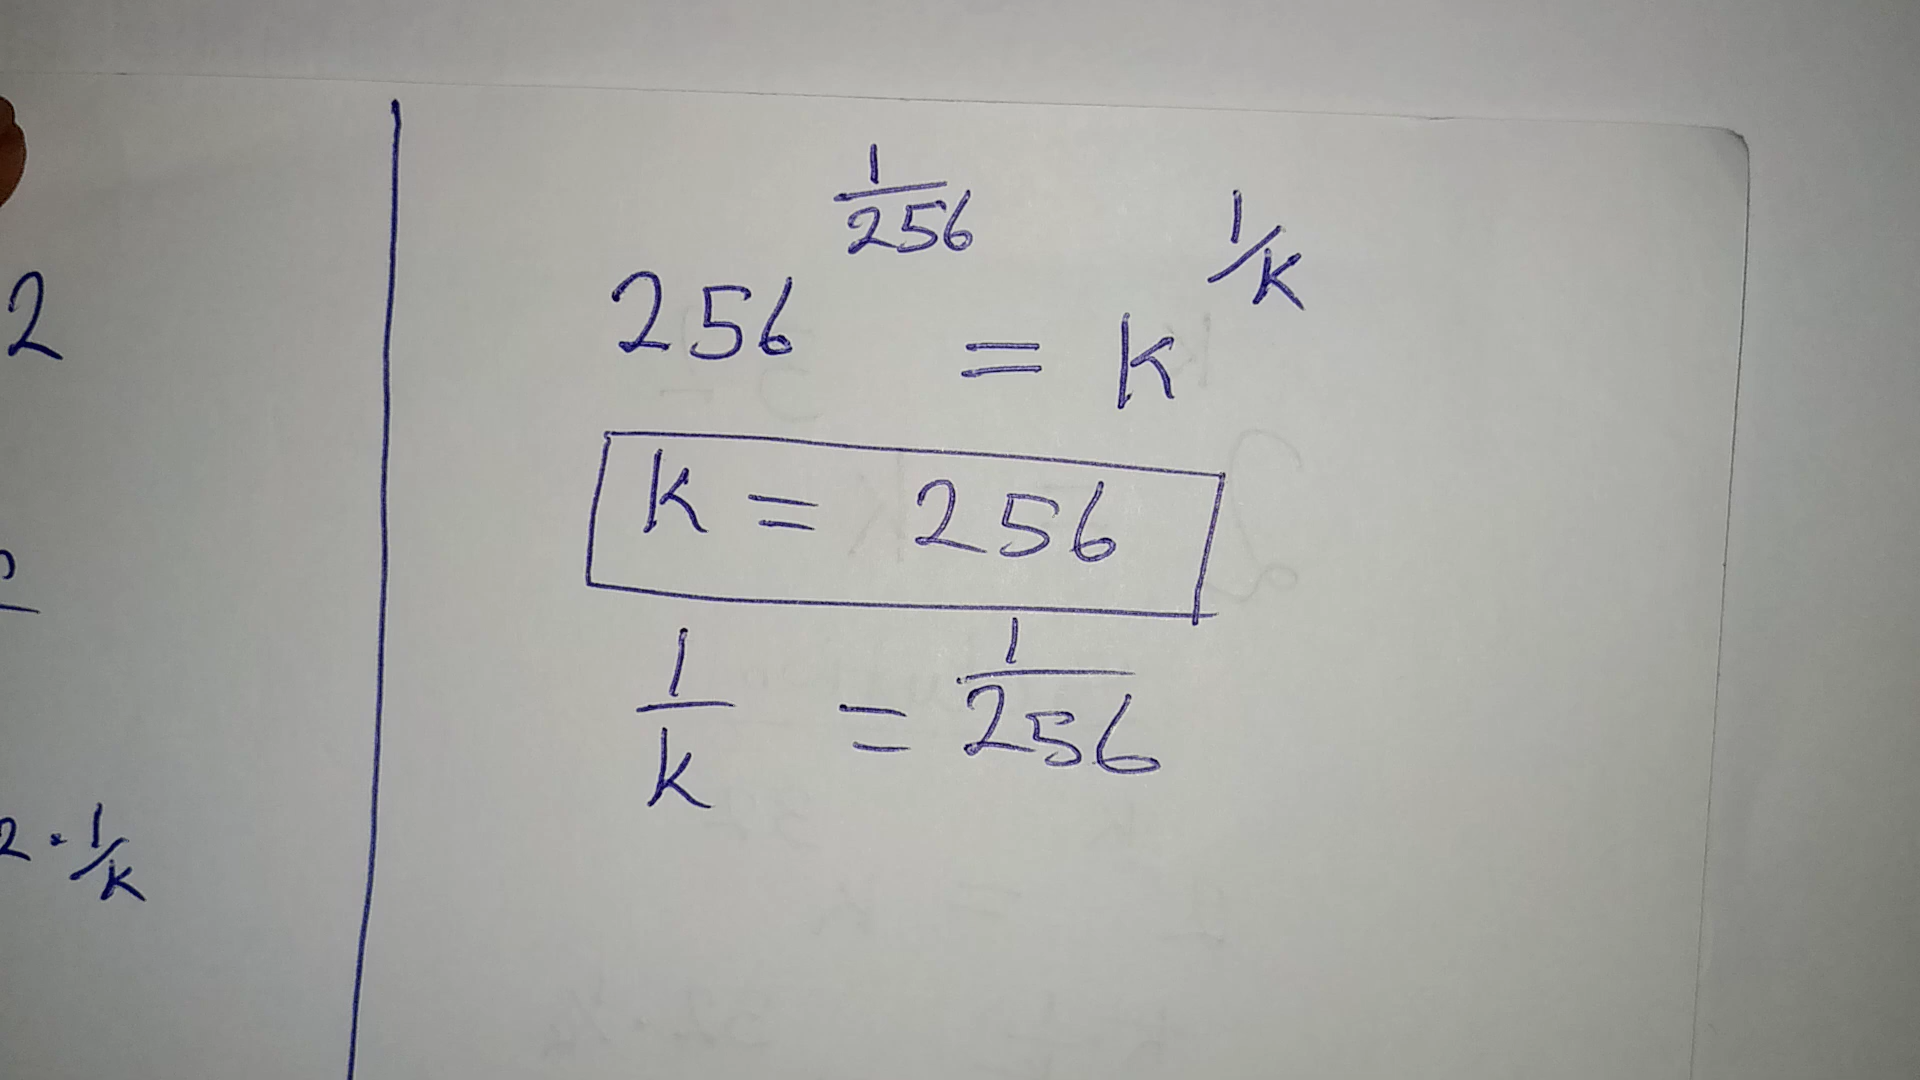 2
2 · 1/K
256^(1/256) = K^(1/K)
K = 256
1/K = 1/256